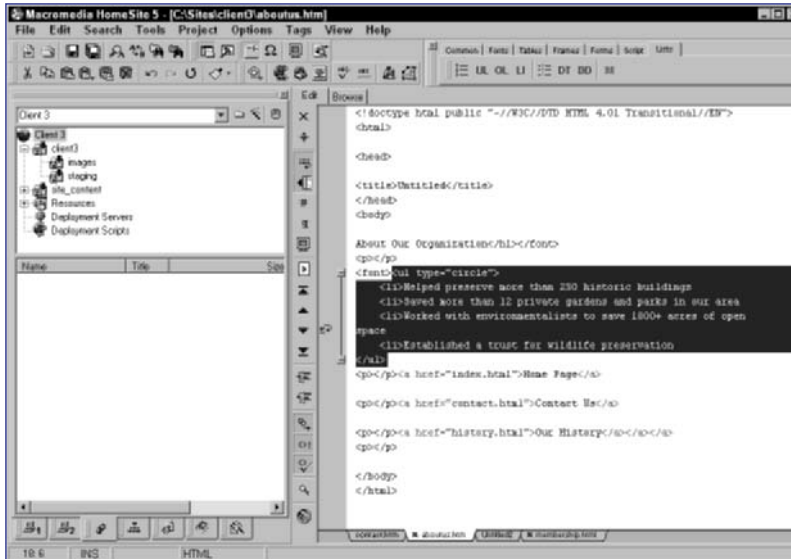 Macromedia HomeSite 5 - [C:\Sites\client3\aboutus.htm]
File Edit Search Tools Project Options Tags View Help
Common Fonts Tables Frames Forms Script Lists
UL OL LI DT DD
Edit Browse
Client 3
Client 3
client3
images
staging
site_content
Resources
Deployment Servers
Deployment Scripts
Name Title Size
<!doctype html public "-//W3C//DTD HTML 4.01 Transitional//EN">
<html>
<head>
<title>Untitled</title>
</head>
<body>
About Our Organization</h1></font>
<p></p>
<font><ul type="circle">
<li>Helped preserve more than 230 historic buildings
<li>Saved more than 12 private gardens and parks in our area
<li>Worked with environmentalists to save 1800+ acres of open
space
<li>Established a trust for wildlife preservation
</ul>
<p></p><a href="index.html">Home Page</a>
<p></p><a href="contact.html">Contact Us</a>
<p></p><a href="history.html">Our History</a></a></a>
<p></p>
</body>
</html>
aboutus.htm Untitled2 membership.html
18:6 INS HTML